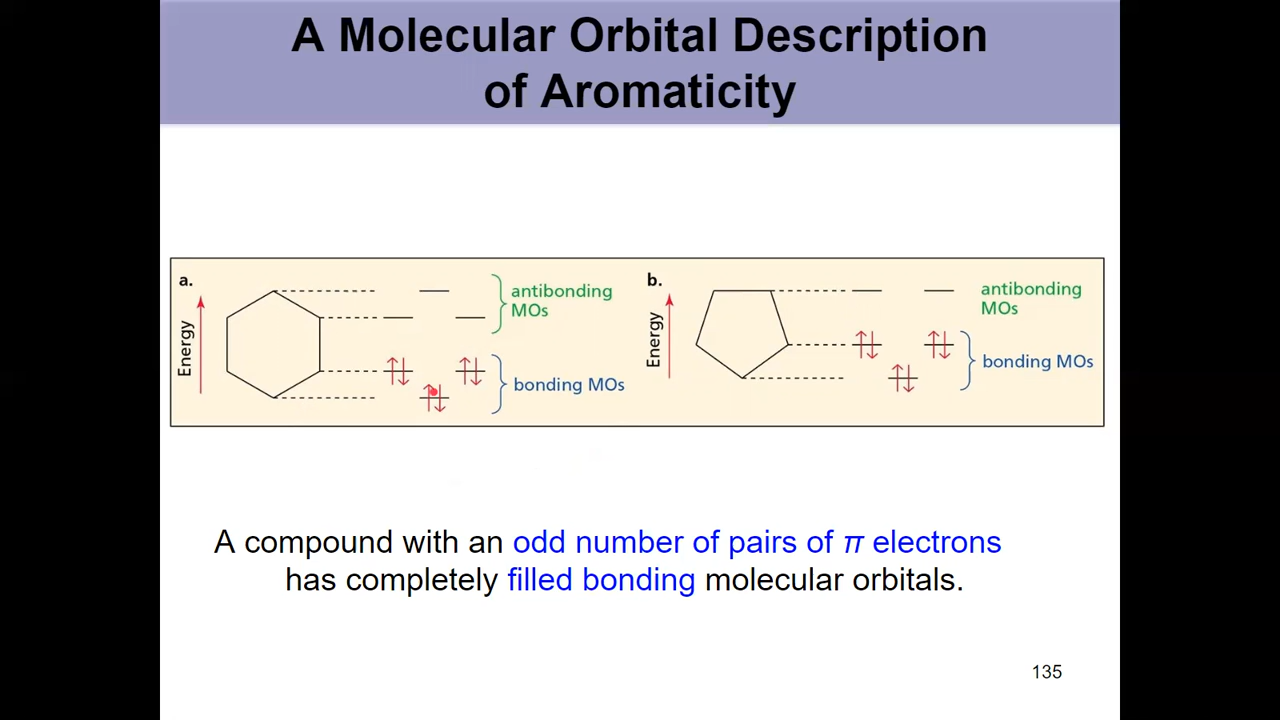 A Molecular Orbital Description
of Aromaticity
a.
Energy
antibonding
MOs
bonding MOs
b.
Energy
antibonding
MOs
bonding MOs
A compound with an odd number of pairs of π electrons
has completely filled bonding molecular orbitals.
135